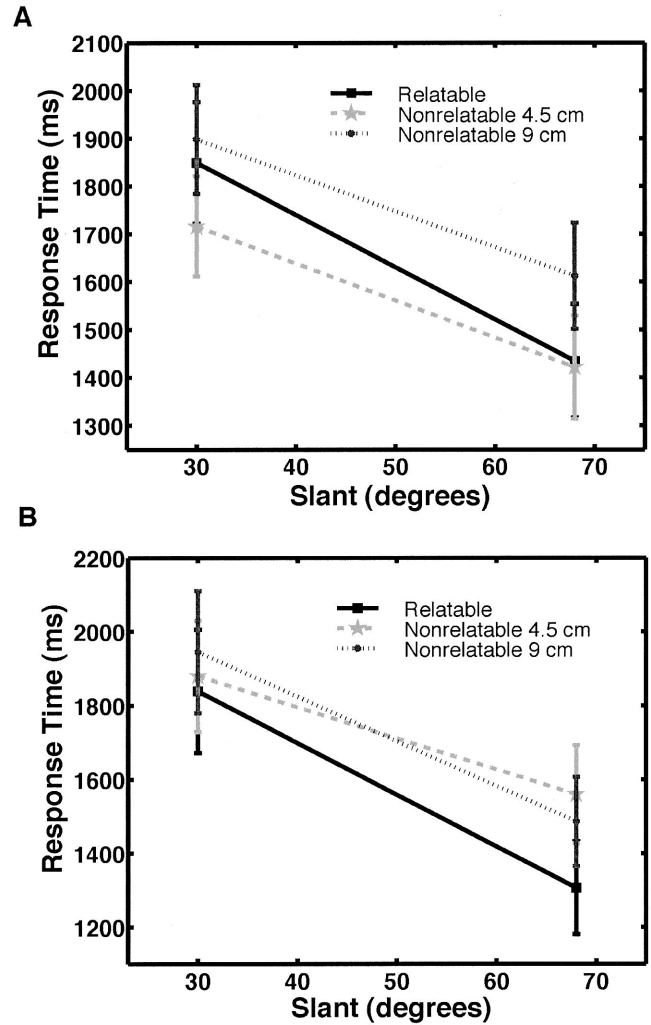 A
2100
2000
1900
1800
1700
1600
1500
1400
1300
Response Time (ms)
Relatable
Nonrelatable 4.5 cm
Nonrelatable 9 cm
30 40 50 60 70
Slant (degrees)
B
2200
2000
1800
1600
1400
1200
Response Time (ms)
Relatable
Nonrelatable 4.5 cm
Nonrelatable 9 cm
30 40 50 60 70
Slant (degrees)